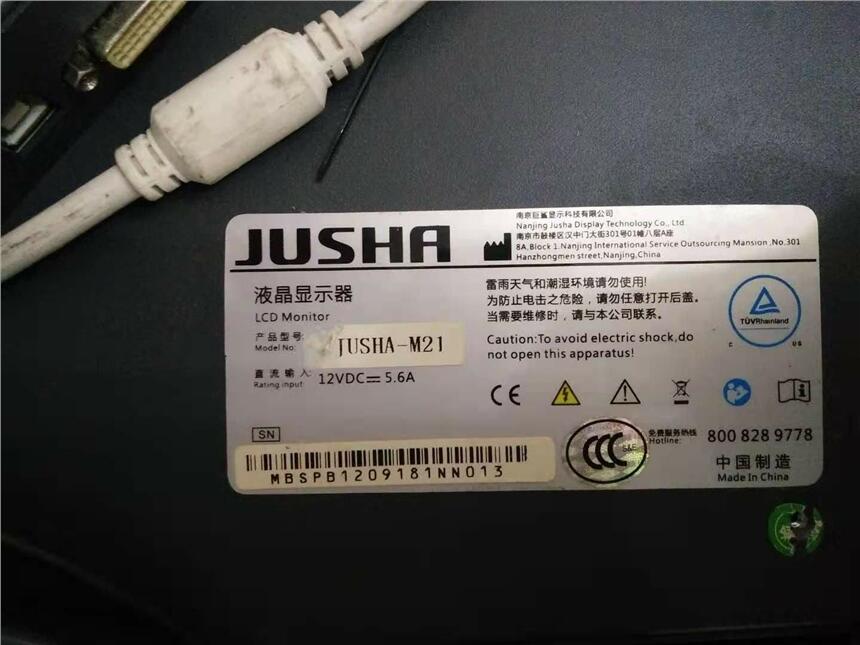 JUSHA
南京巨鲨显示科技有限公司
Nanjing Jusha Display Technology Co., Ltd
南京市鼓楼区汉中门大街301号01幢八层A座
8A,Block 1.Nanjing International Service Outsourcing Mansion ,No.301
Hanzhongmen street,Nanjing,China
液晶显示器
LCD Monitor
产品型号:
Model No:
JUSHA-M21
直流输入
Rating input:
12VDC⎓5.6A
雷雨天气和潮湿环境请勿使用!
为防止电击之危险，请勿任意打开后盖。
当需要维修时，请与本公司联系。
Caution:To avoid electric shock,do
not open this apparatus!
TÜVRheinland
C US
CE
SN
MBSPB1209181NN013
CCC
S&E
免费服务热线
Hotline:
800 828 9778
中国制造
Made In China